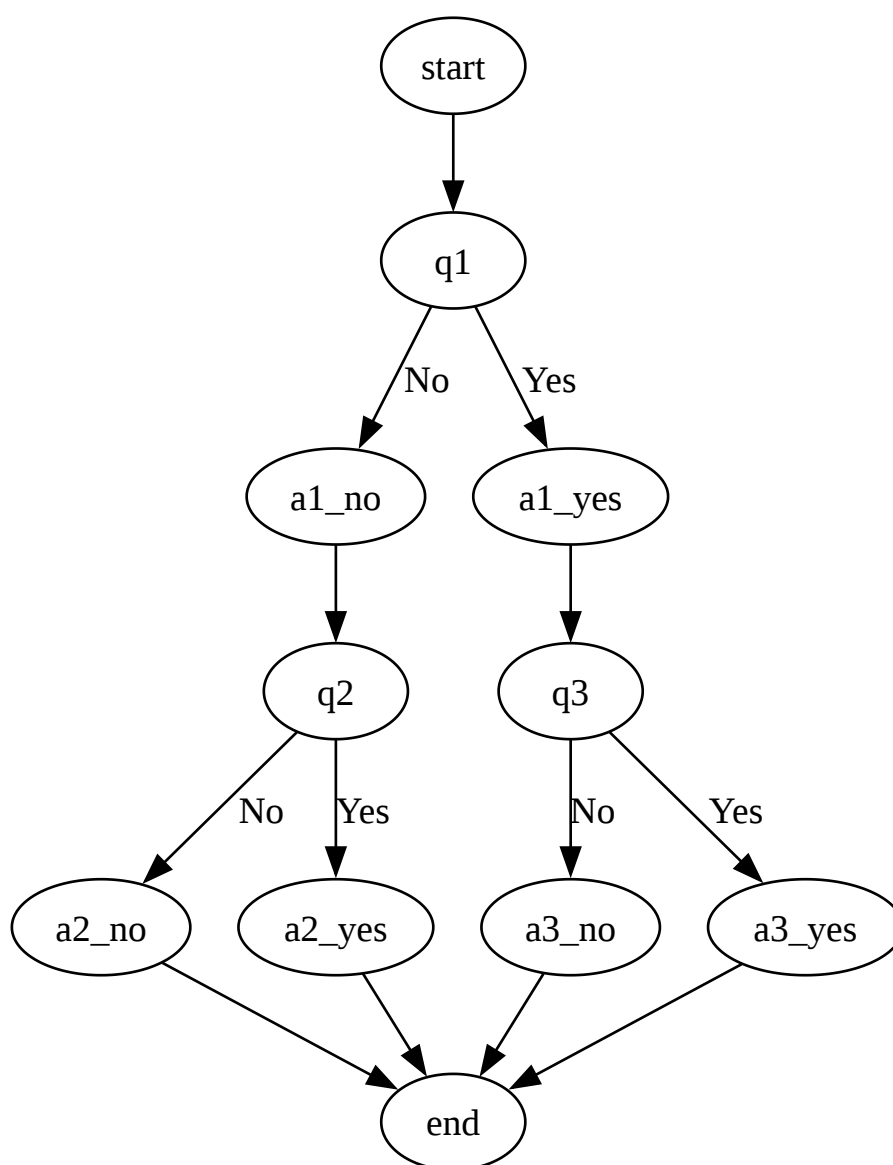 start
q1
No
Yes
a1_no
a1_yes
q2
q3
No
Yes
No
Yes
a2_no
a2_yes
a3_no
a3_yes
end